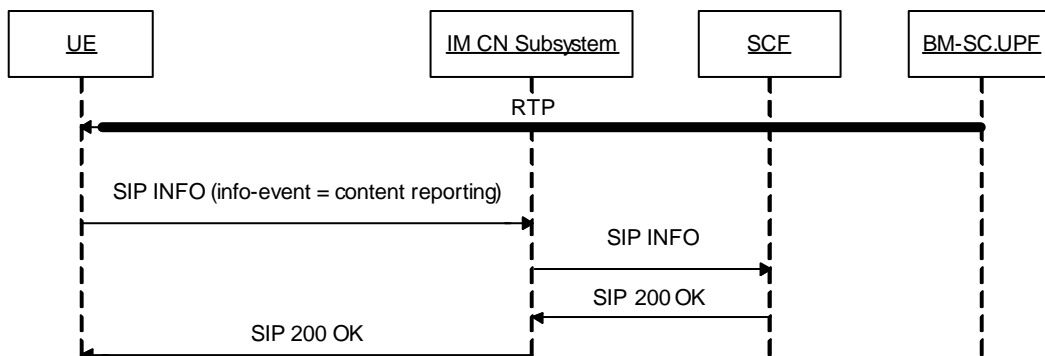 UE
IM CN Subsystem
SCF
BM-SC.UPF
RTP
SIP INFO (info-event = content reporting)
SIP INFO
SIP 200 OK
SIP 200 OK